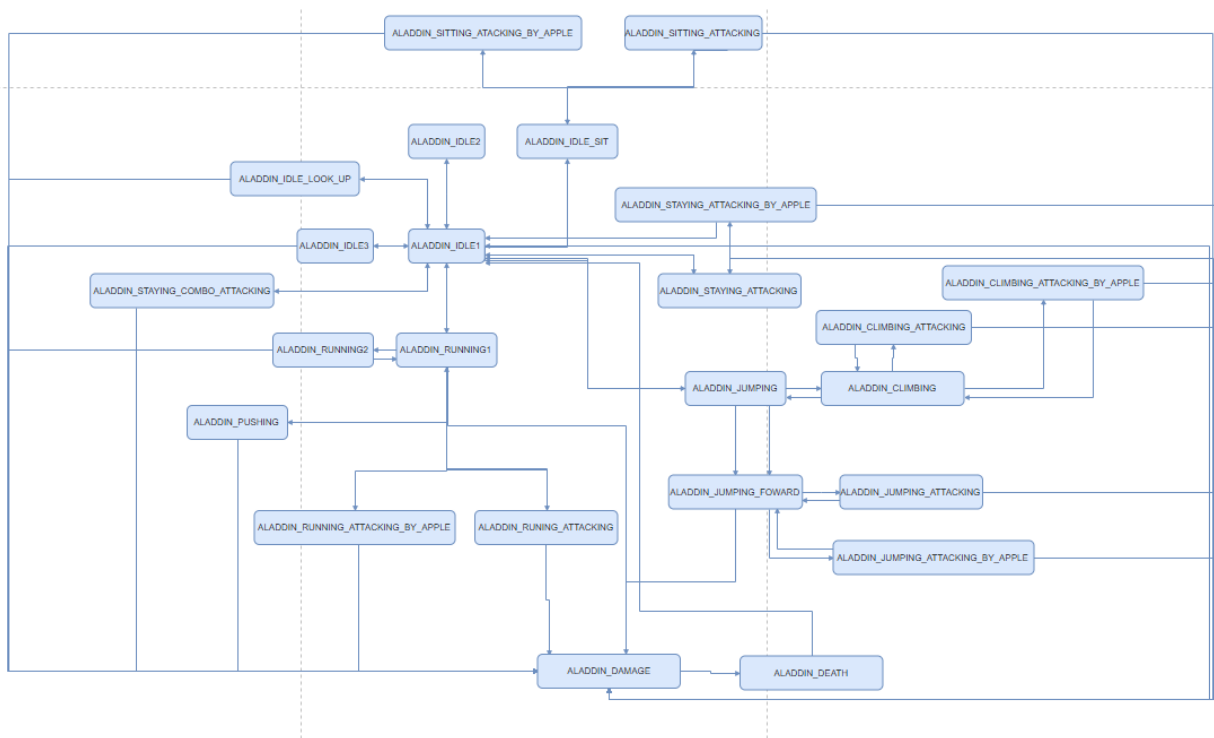 ALADDIN_SITTING_ATACKING_BY_APPLE
ALADDIN_SITTING_ATTACKING
ALADDIN_IDLE2
ALADDIN_IDLE_SIT
ALADDIN_IDLE_LOOK_UP
ALADDIN_STAYING_ATTACKING_BY_APPLE
ALADDIN_IDLE3
ALADDIN_IDLE1
ALADDIN_STAYING_COMBO_ATTACKING
ALADDIN_STAYING_ATTACKING
ALADDIN_CLIMBING_ATTACKING_BY_APPLE
ALADDIN_CLIMBING_ATTACKING
ALADDIN_RUNNING2
ALADDIN_RUNNING1
ALADDIN_JUMPING
ALADDIN_CLIMBING
ALADDIN_PUSHING
ALADDIN_JUMPING_FOWARD
ALADDIN_JUMPING_ATTACKING
ALADDIN_RUNNING_ATTACKING_BY_APPLE
ALADDIN_RUNING_ATTACKING
ALADDIN_JUMPING_ATTACKING_BY_APPLE
ALADDIN_DAMAGE
ALADDIN_DEATH